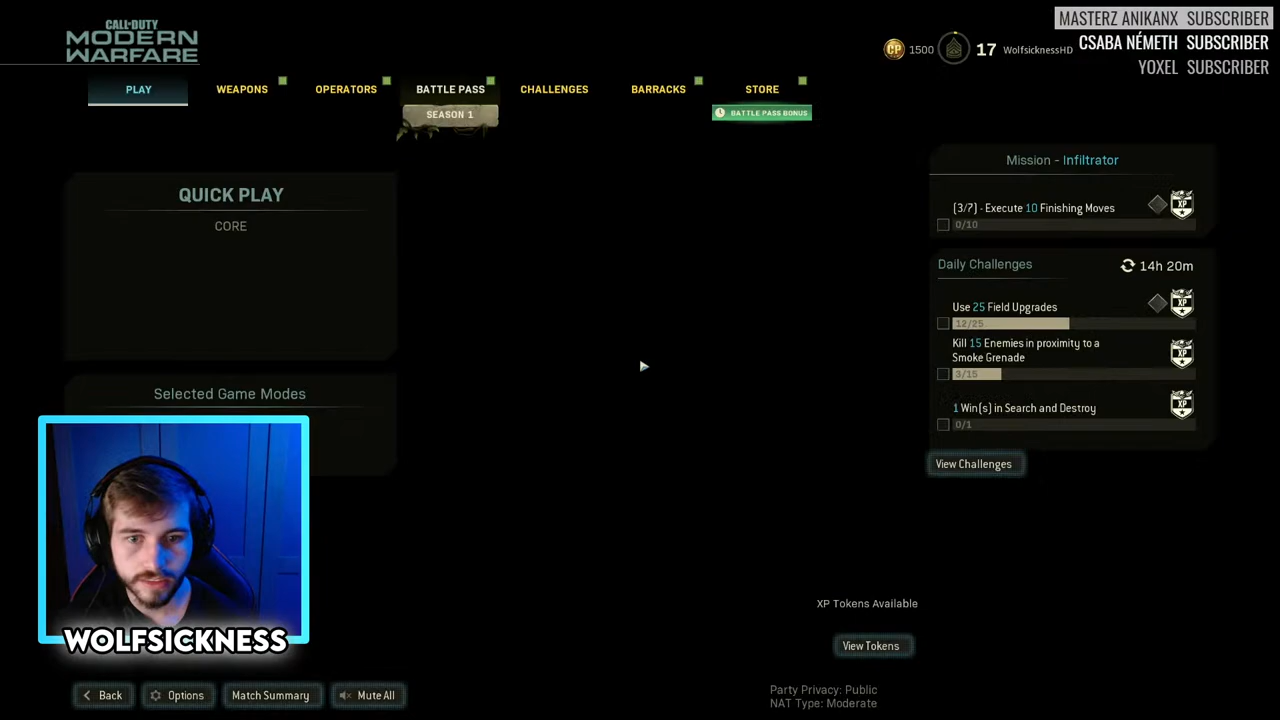 CALL·DUTY
MODERN
WARFARE
MASTERZ ANIKANX SUBSCRIBER
CSABA NÉMETH SUBSCRIBER
YOXEL SUBSCRIBER
1500
17 WolfsicknessHD
PLAY
WEAPONS
OPERATORS
BATTLE PASS
CHALLENGES
BARRACKS
STORE
SEASON 1
BATTLE PASS BONUS
QUICK PLAY
CORE
Selected Game Modes
Mission - Infiltrator
(3/7) - Execute 10 Finishing Moves
XP
0/10
Daily Challenges
14h 20m
Use 25 Field Upgrades
XP
12/25
Kill 15 Enemies in proximity to a
Smoke Grenade
XP
3/15
1 Win(s) in Search and Destroy
XP
0/1
View Challenges
XP Tokens Available
View Tokens
WOLFSICKNESS
Back
Options
Match Summary
Mute All
Party Privacy: Public
NAT Type: Moderate
CP